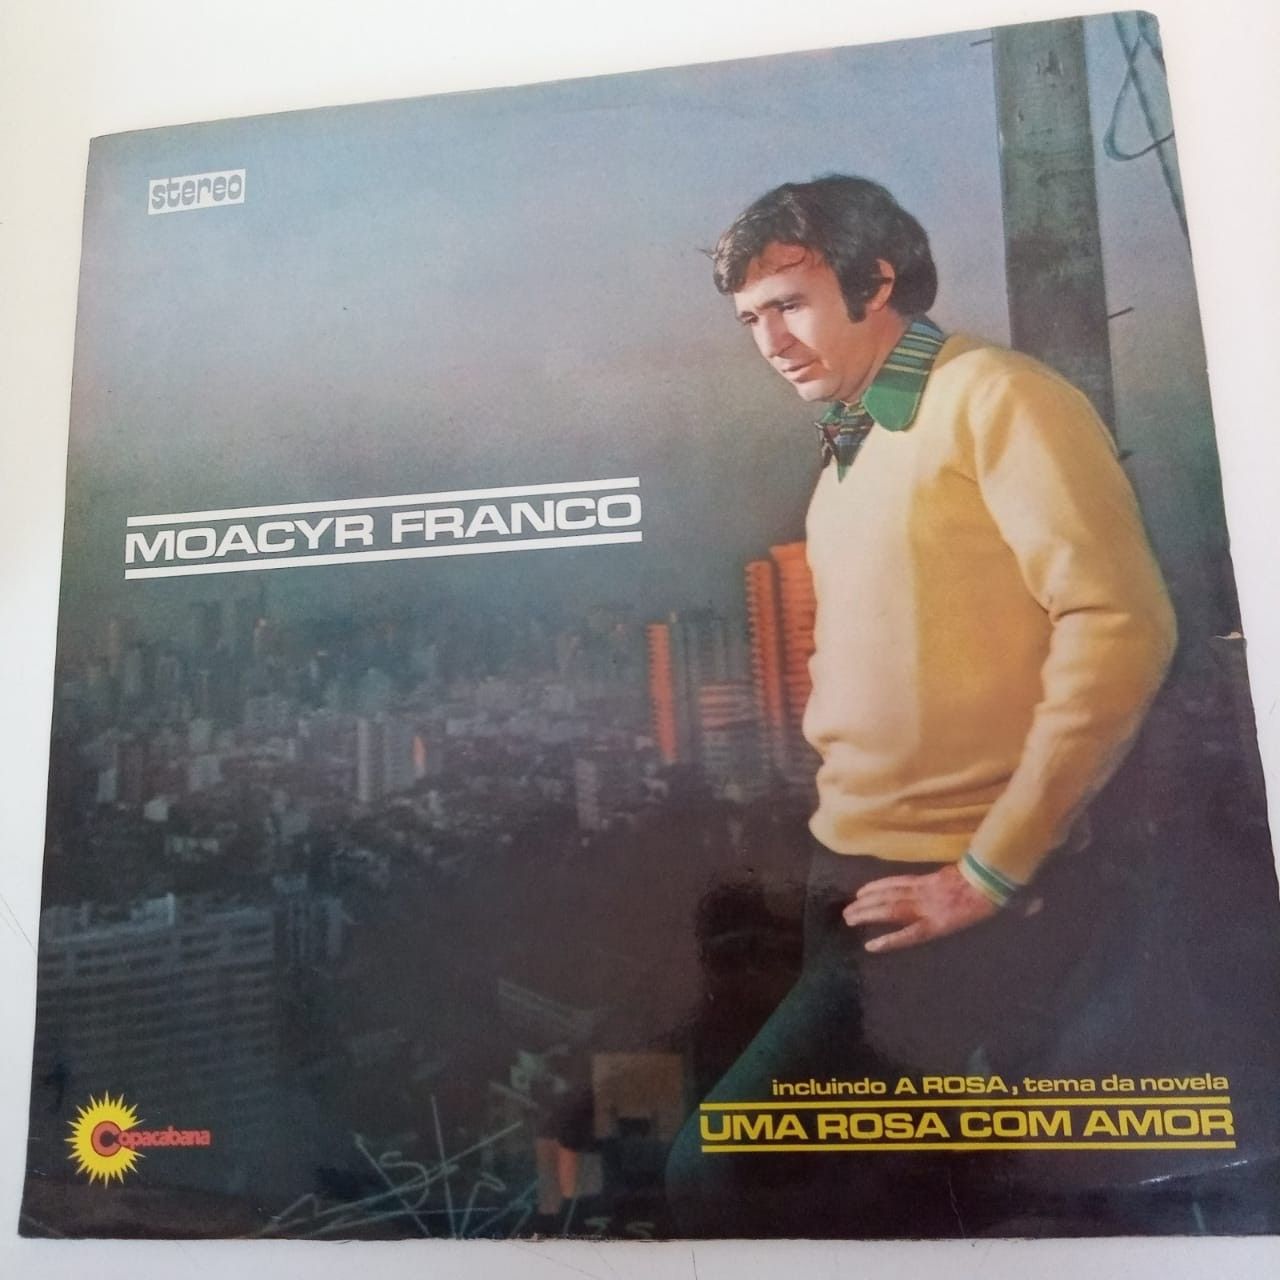 stereo
MOACYR FRANCO
incluindo A ROSA, tema da novela
UMA ROSA COM AMOR
Copacabana